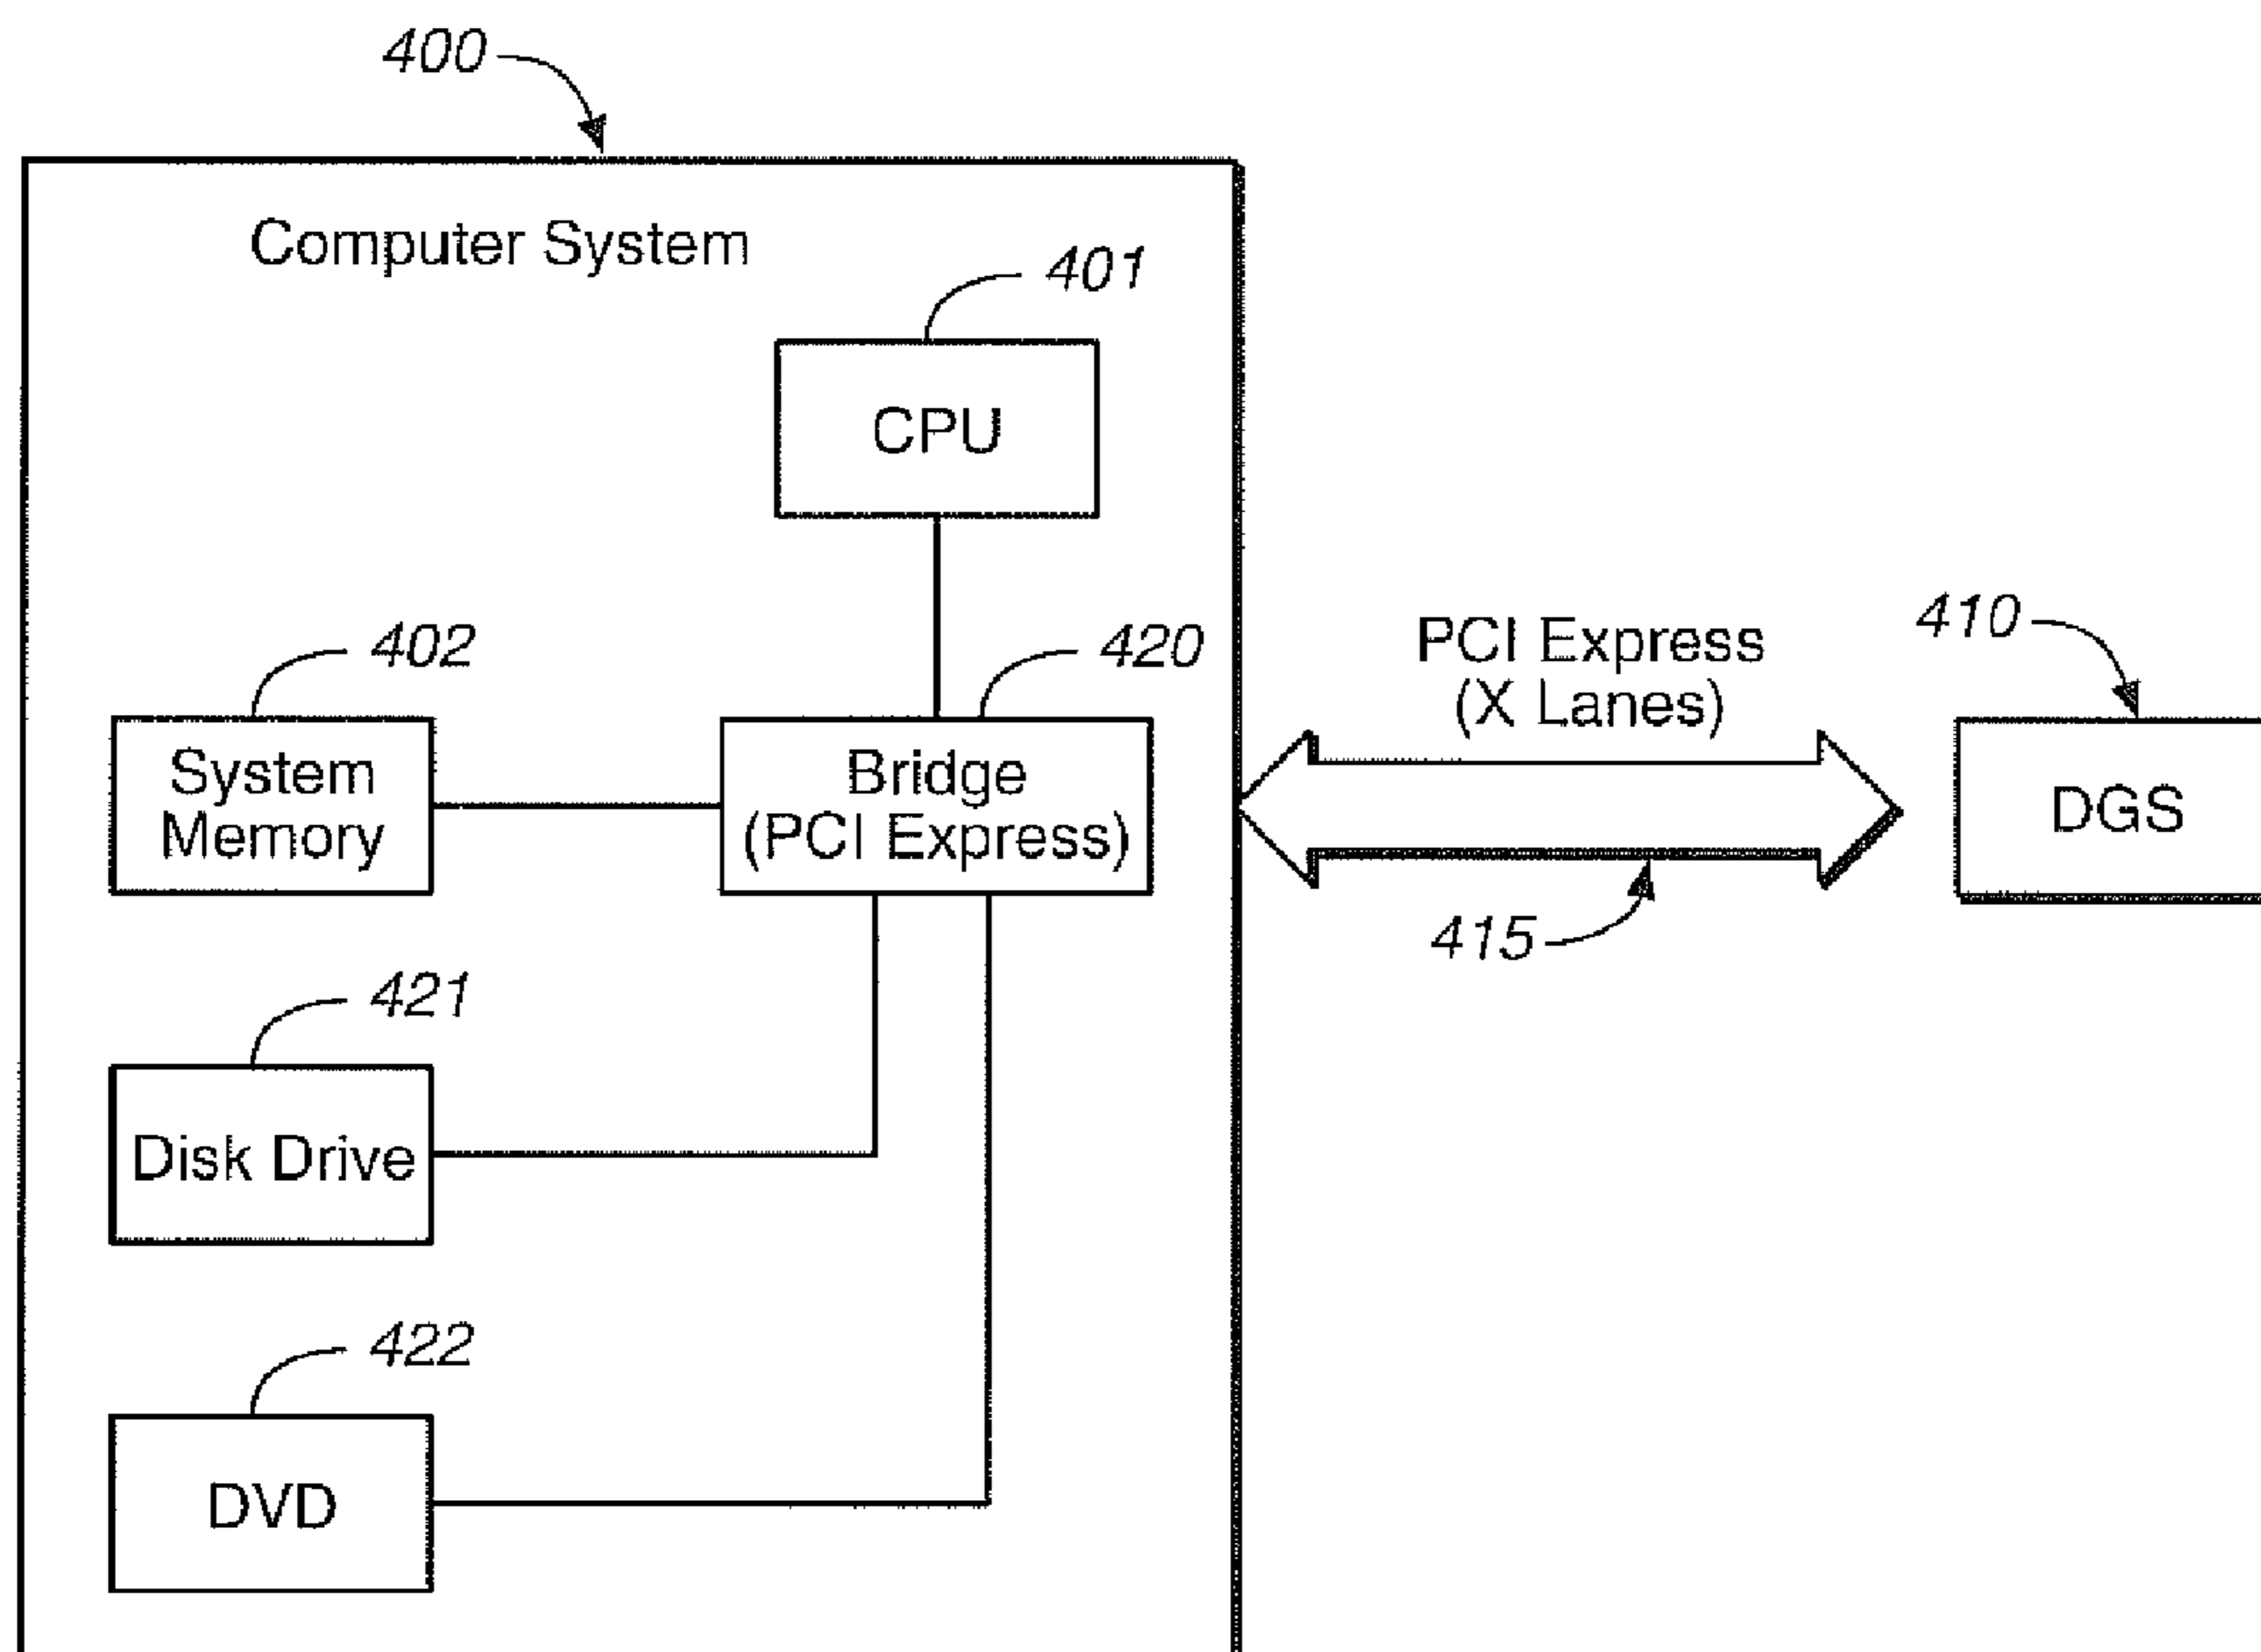 400
Computer System
401
CPU
402
420
System
Memory
Bridge
(PCI Express)
PCI Express
(X Lanes)
410
DGS
415
421
Disk Drive
422
DVD